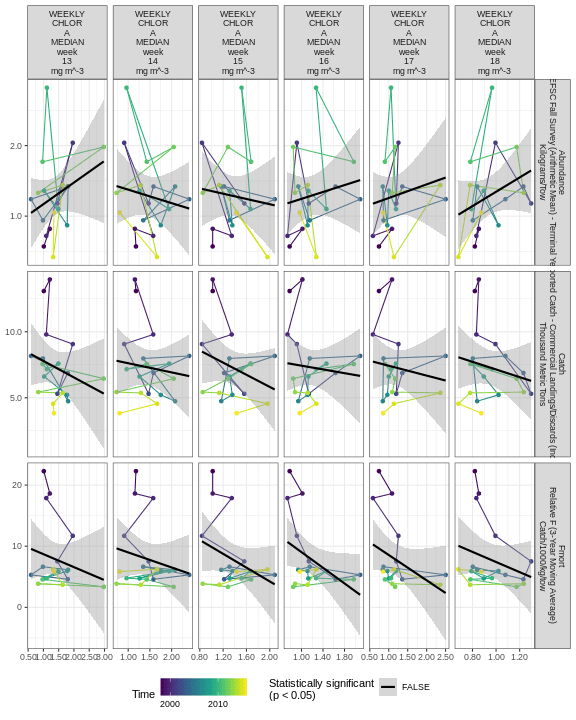 WEEKLY
CHLOR
A
MEDIAN
week
13
mg m^-3
WEEKLY
CHLOR
A
MEDIAN
week
14
mg m^-3
WEEKLY
CHLOR
A
MEDIAN
week
15
mg m^-3
WEEKLY
CHLOR
A
MEDIAN
week
16
mg m^-3
WEEKLY
CHLOR
A
MEDIAN
week
17
mg m^-3
WEEKLY
CHLOR
A
MEDIAN
week
18
mg m^-3
2.0
1.0
Abundance
EFSC Fall Survey (Arithmetic Mean) - Terminal Ye
Kilograms/Tow
10.0
5.0
Catch
orted Catch - Commercial Landings/Discards (Inc
Thousand Metric Tons
20
10
0
Fmort
Relative F (3-Year Moving Average)
Catch/1000/kg/tow
0.50 1.00 1.50 2.00 2.50 3.00
1.00 1.50 2.00
0.80 1.20 1.60 2.00
1.00 1.40 1.80
0.50 1.00 1.50 2.00 2.50
0.80 1.00 1.20
Time
2000 2010
Statistically significant
(p < 0.05)
FALSE